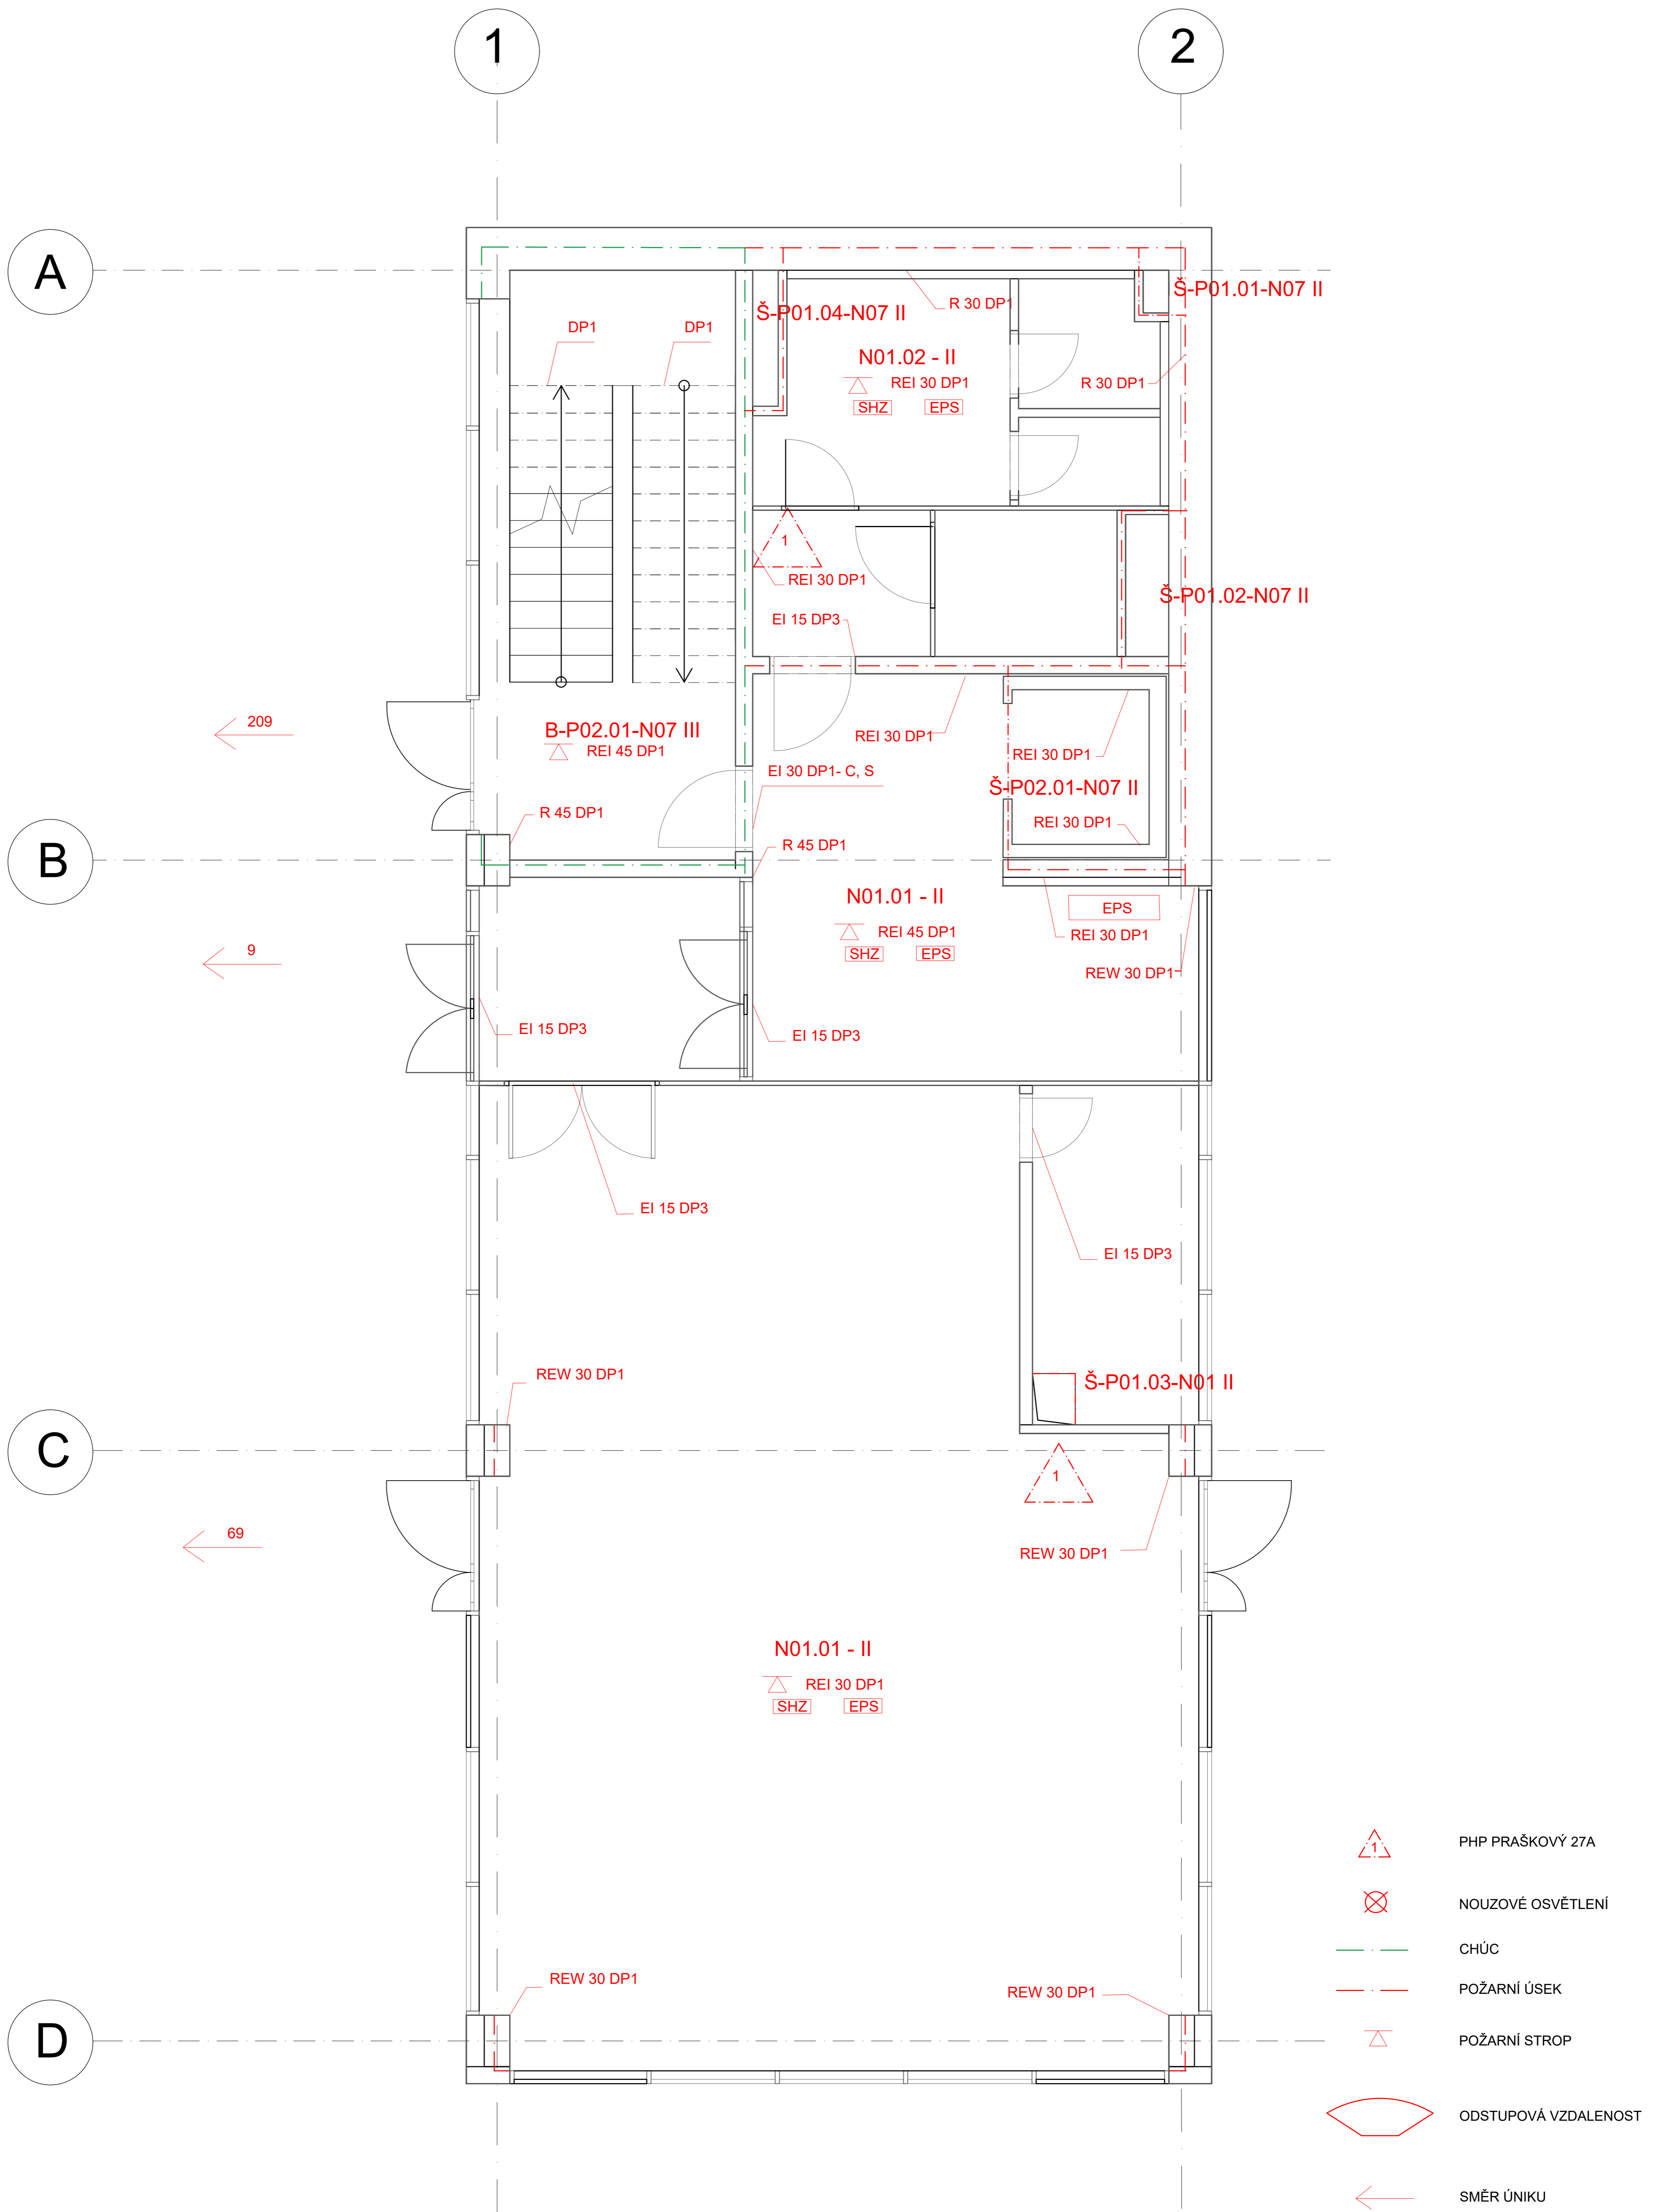 1
2
A
Š-P01.01-N07 II
R 30 DP1
Š-P01.04-N07 II
DP1
DP1
N01.02 - II
REI 30 DP1
R 30 DP1
SHZ
EPS
1
REI 30 DP1
Š-P01.02-N07 II
EI 15 DP3
209
B-P02.01-N07 III
REI 45 DP1
REI 30 DP1
REI 30 DP1
EI 30 DP1- C, S
Š-P02.01-N07 II
R 45 DP1
REI 30 DP1
R 45 DP1
B
N01.01 - II
EPS
REI 45 DP1
REI 30 DP1
SHZ
EPS
9
REW 30 DP1
EI 15 DP3
EI 15 DP3
EI 15 DP3
EI 15 DP3
REW 30 DP1
Š-P01.03-N01 II
C
1
69
REW 30 DP1
N01.01 - II
REI 30 DP1
SHZ
EPS
1
PHP PRAŠKOVÝ 27A
NOUZOVÉ OSVĚTLENÍ
CHÚC
REW 30 DP1
REW 30 DP1
POŽARNÍ ÚSEK
D
POŽARNÍ STROP
ODSTUPOVÁ VZDALENOST
SMĚR ÚNIKU